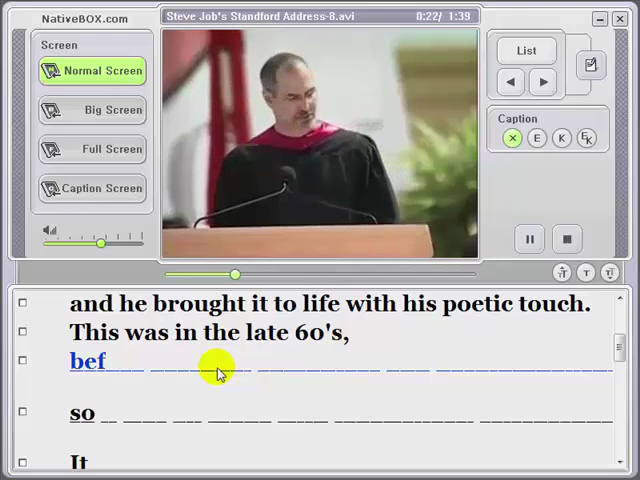 NativeBOX.com
Steve Job's Standford Address-8.avi
0:22/ 1:39
Screen
Normal Screen
Big Screen
Full Screen
Caption Screen
List
Caption
× E K EK
T T T
and he brought it to life with his poetic touch.
This was in the late 60's,
bef
so
It